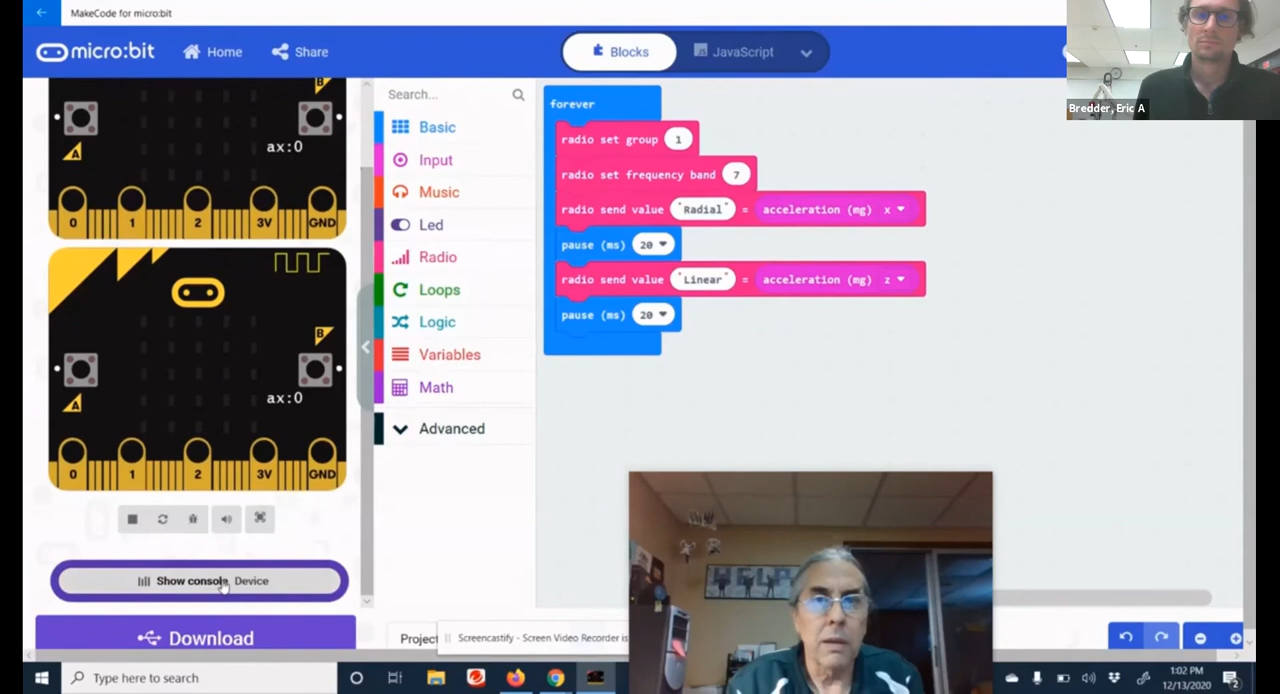 MakeCode for micro:bit
micro:bit
Home
Share
Blocks
JavaScript
Bredder, Eric A
B
A
ax:0
0 1 2 3V GND
B
A
ax:0
0 1 2 3V GND
Show console Device
Download
Search...
Basic
Input
Music
Led
Radio
Loops
Logic
Variables
Math
Advanced
forever
radio set group 1
radio set frequency band 7
radio send value "Radial" = acceleration (mg) x
pause (ms) 20
radio send value "Linear" = acceleration (mg) z
pause (ms) 20
HELP
Screencastify - Screen Video Recorder is
Type here to search
1:02 PM
12/13/2020
2